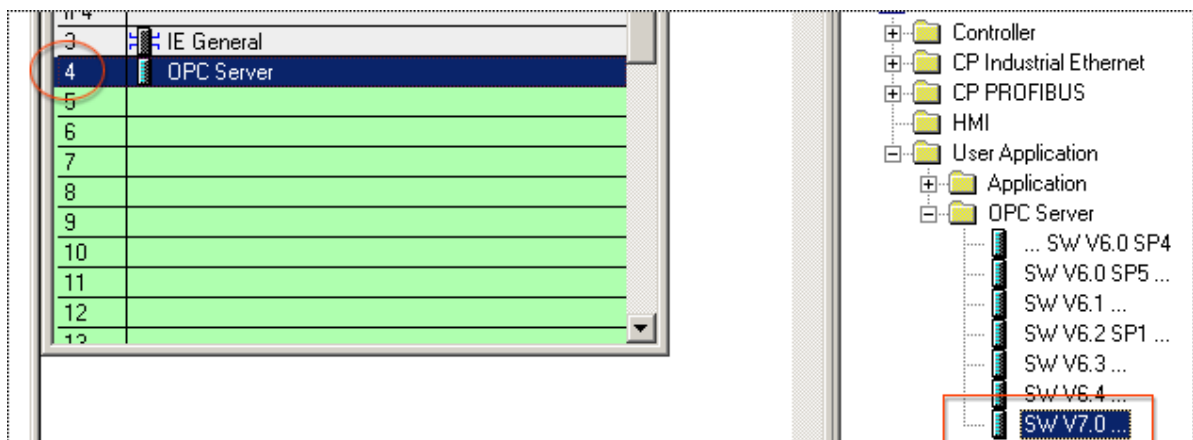 3 IE General
4 OPC Server
5
6
7
8
9
10
11
12
Controller
CP Industrial Ethernet
CP PROFIBUS
HMI
User Application
Application
OPC Server
... SW V6.0 SP4
SW V6.0 SP5 ...
SW V6.1 ...
SW V6.2 SP1 ...
SW V6.3 ...
SW V6.4 ...
SW V7.0 ...